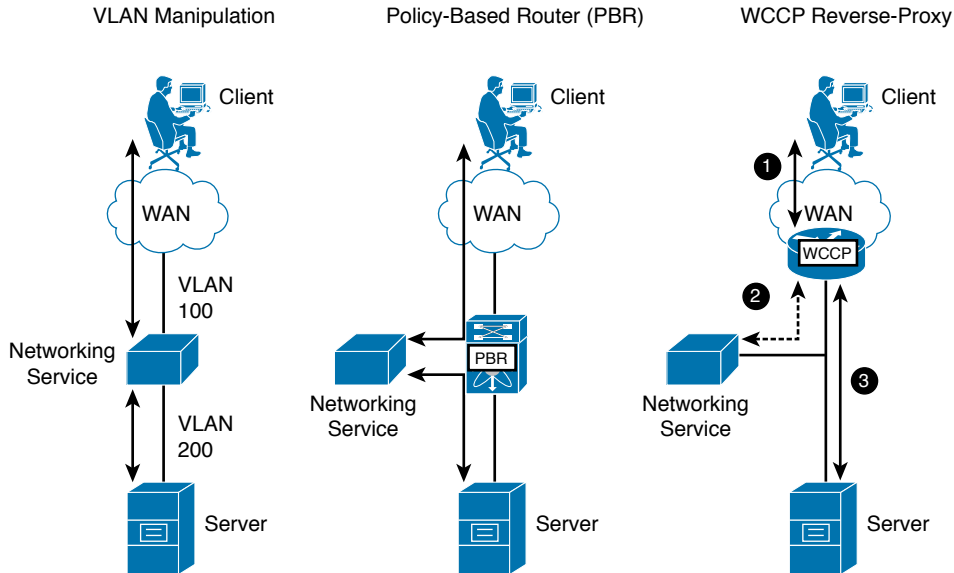 VLAN Manipulation
Client
WAN
VLAN
100
Networking
Service
VLAN
200
Server
Policy-Based Router (PBR)
Client
WAN
PBR
Networking
Service
Server
WCCP Reverse-Proxy
Client
1
WAN
WCCP
2
3
Networking
Service
Server